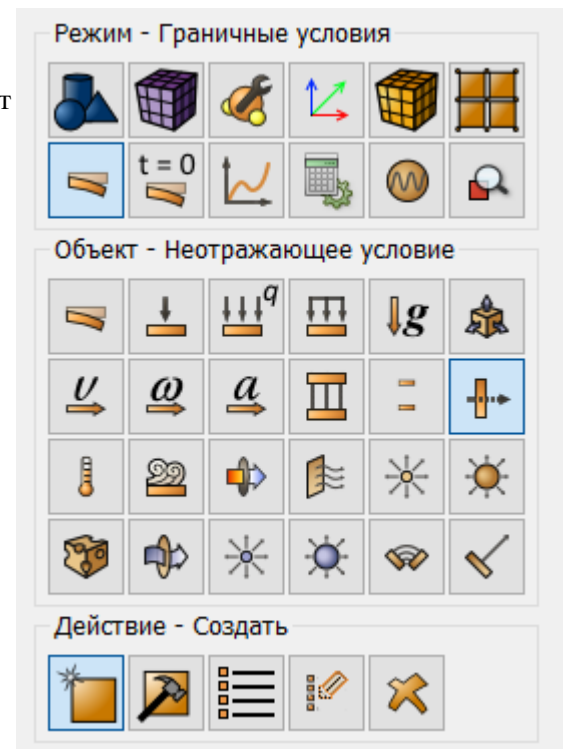 Режим - Граничные условия
т
t = 0
Объект - Неотражающее условие
q
g
υ ω a
Действие - Создать